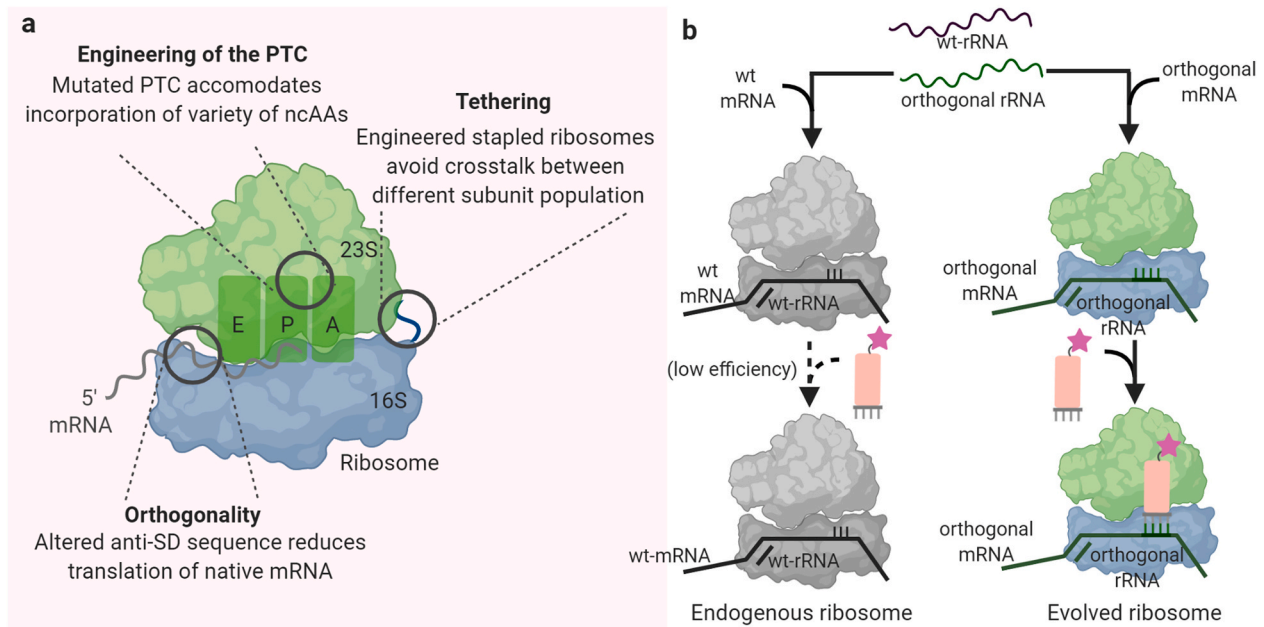 a
Engineering of the PTC
Mutated PTC accomodates
incorporation of variety of ncAAs
Tethering
Engineered stapled ribosomes
avoid crosstalk between
different subunit population
23S
E
P
A
5'
mRNA
16S
Ribosome
Orthogonality
Altered anti-SD sequence reduces
translation of native mRNA
b
wt-rRNA
wt
mRNA
orthogonal rRNA
orthogonal
mRNA
wt
mRNA
wt-rRNA
orthogonal
mRNA
orthogonal
rRNA
(low efficiency)
wt-mRNA
wt-rRNA
orthogonal
mRNA
orthogonal
rRNA
Endogenous ribosome
Evolved ribosome